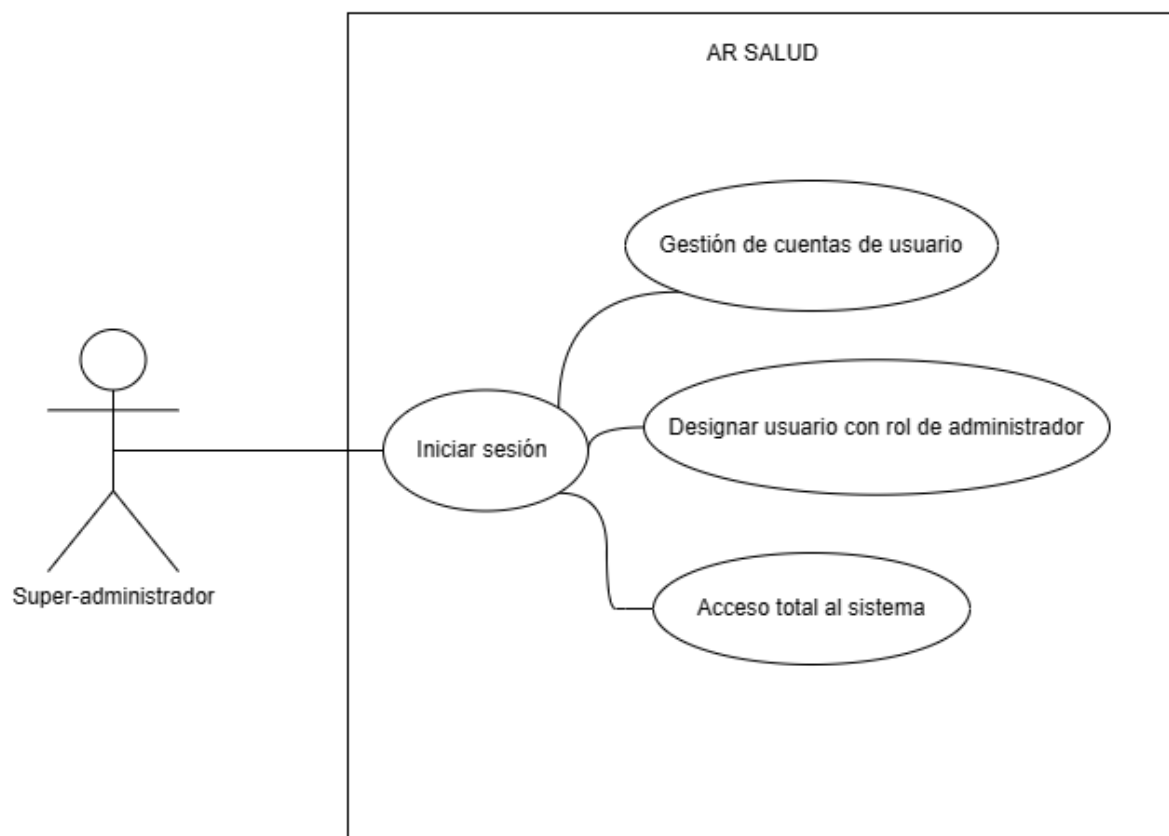 AR SALUD
Gestión de cuentas de usuario
Designar usuario con rol de administrador
Iniciar sesión
Acceso total al sistema
Super-administrador